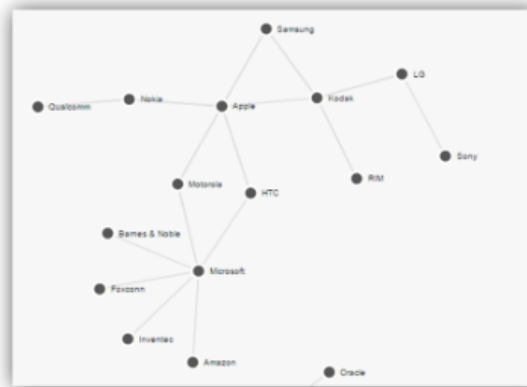 Samsung
LG
Qualcomm
Nokia
Apple
Kodak
Sony
Motorola
HTC
RIM
Barnes & Noble
Microsoft
Foxconn
Inventec
Amazon
Oracle